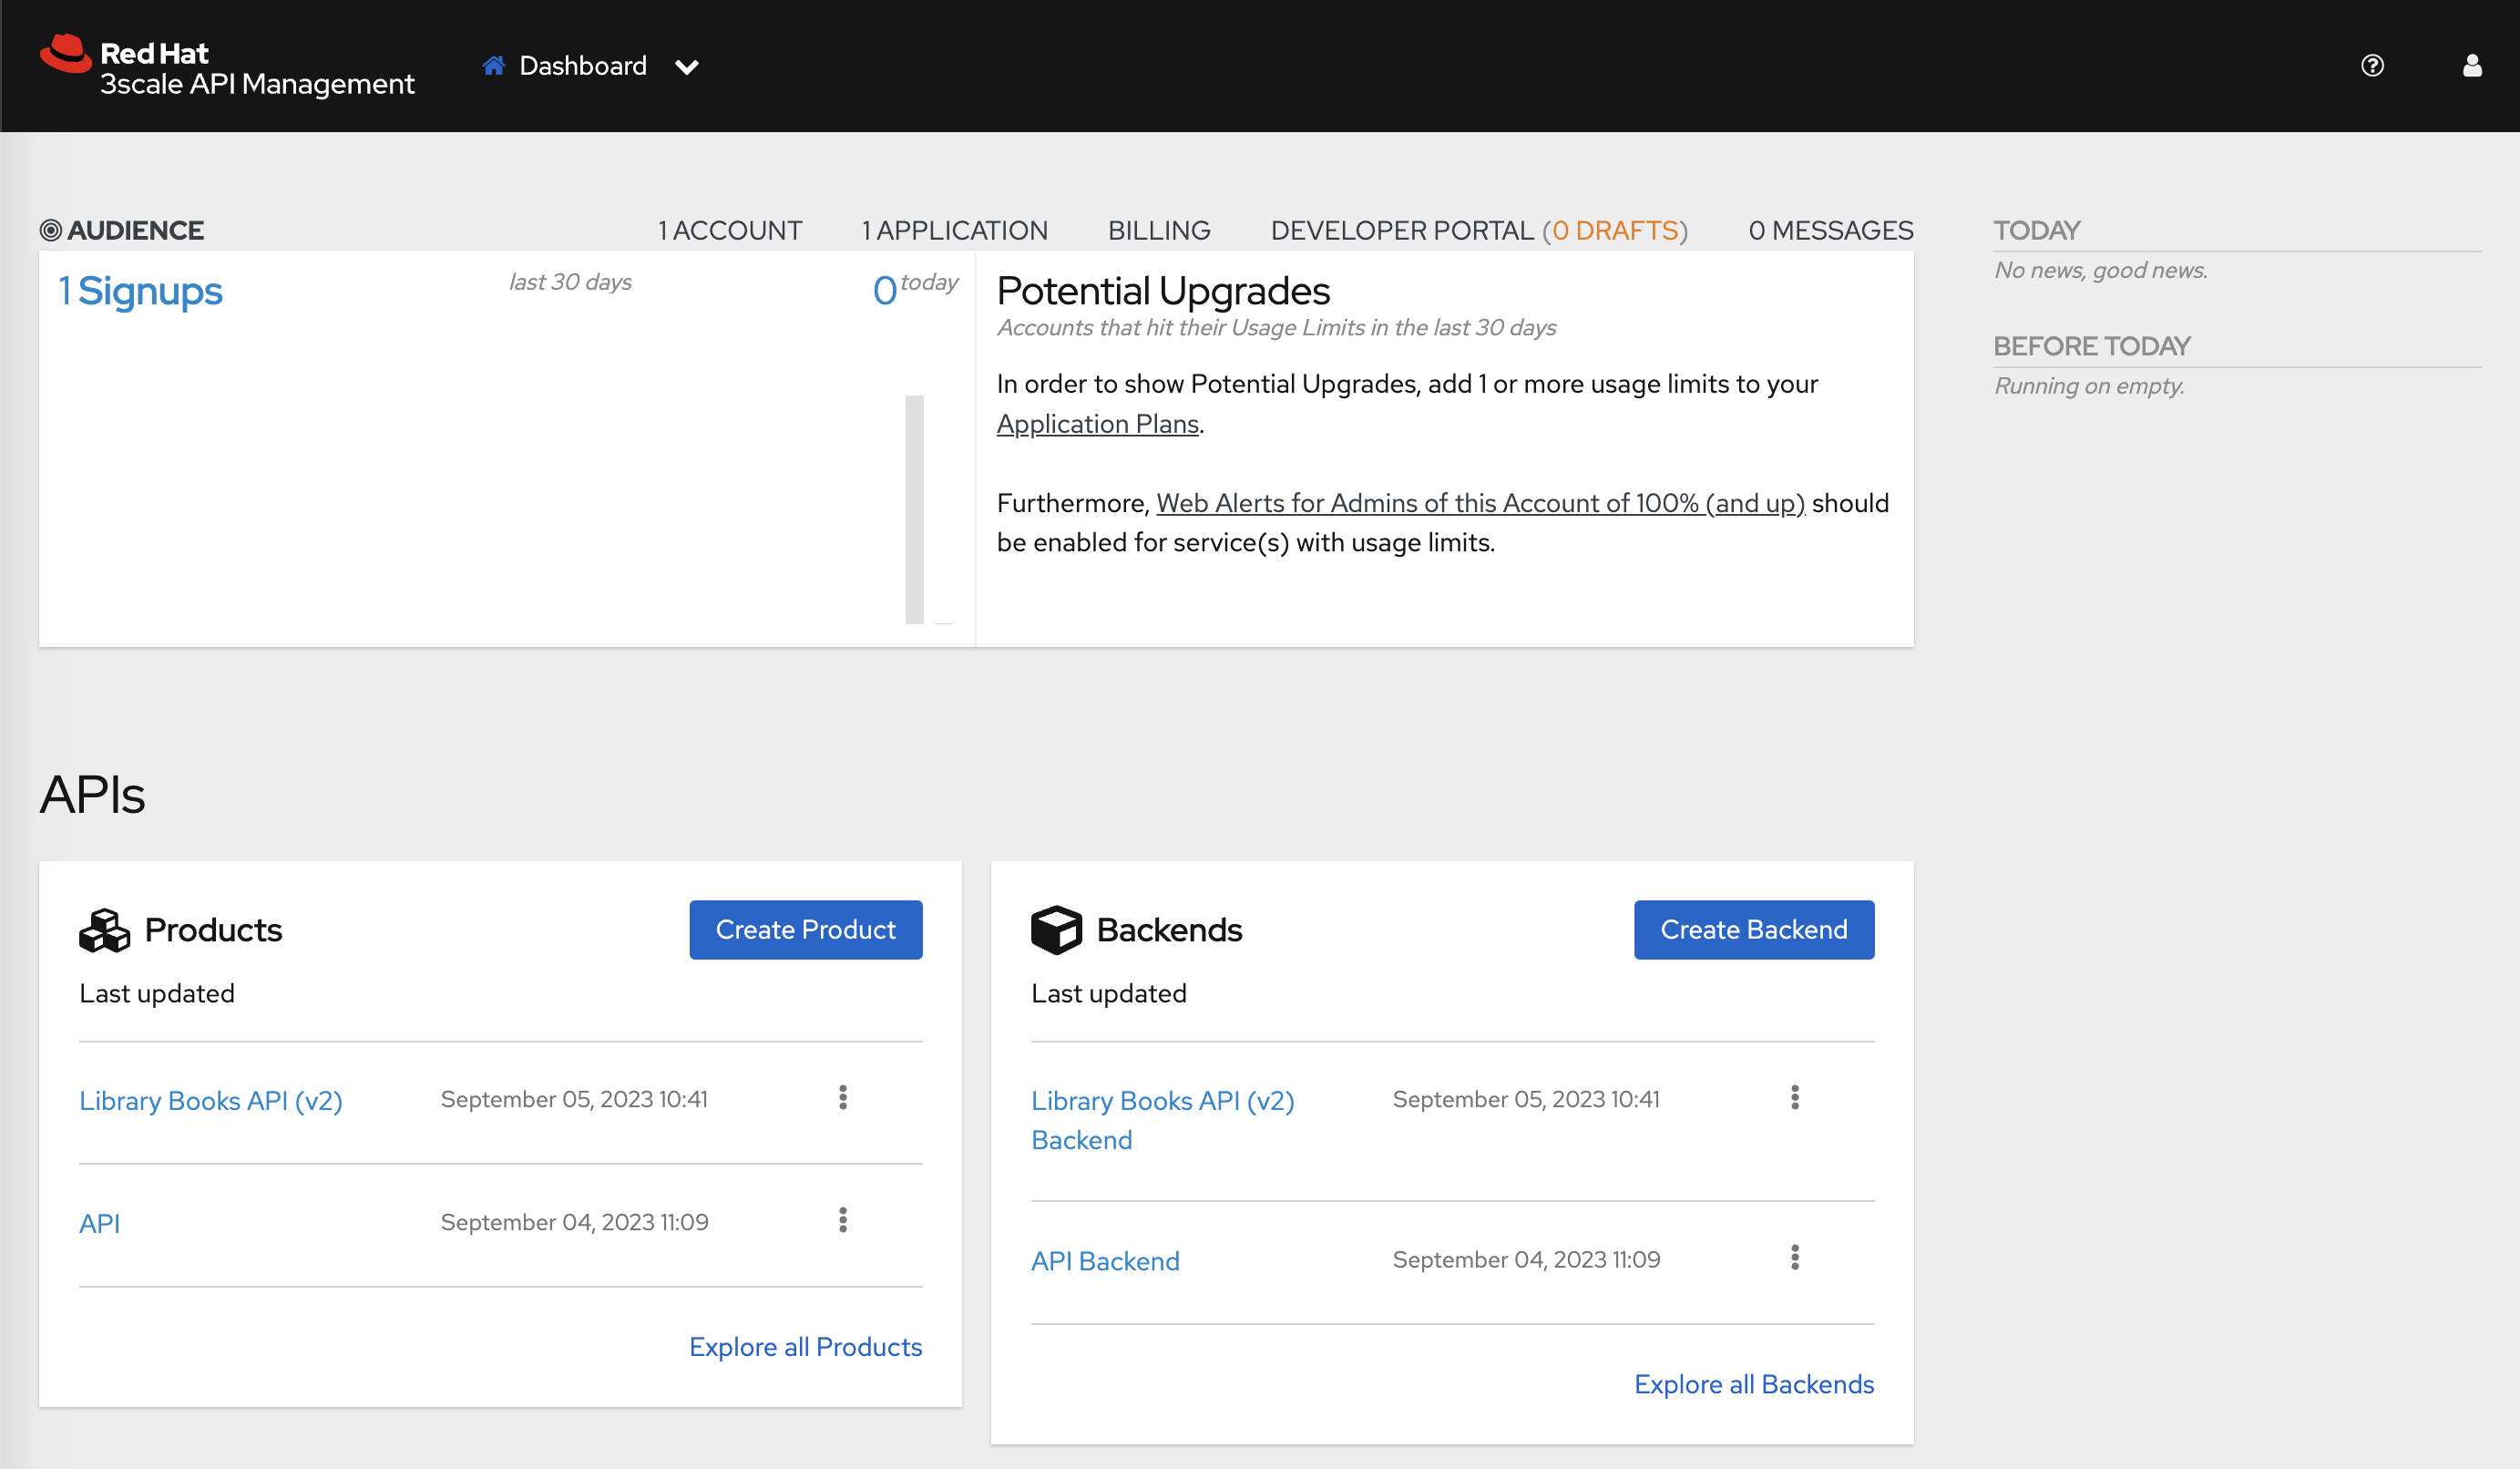 Red Hat
3scale API Management
Dashboard
AUDIENCE
1 ACCOUNT
1 APPLICATION
BILLING
DEVELOPER PORTAL (0 DRAFTS)
0 MESSAGES
1 Signups
last 30 days
0 today
Potential Upgrades
Accounts that hit their Usage Limits in the last 30 days
In order to show Potential Upgrades, add 1 or more usage limits to your
Application Plans.
Furthermore, Web Alerts for Admins of this Account of 100% (and up) should
be enabled for service(s) with usage limits.
TODAY
No news, good news.
BEFORE TODAY
Running on empty.
APIs
Products
Create Product
Last updated
Library Books API (v2)
September 05, 2023 10:41
API
September 04, 2023 11:09
Explore all Products
Backends
Create Backend
Last updated
Library Books API (v2)
Backend
September 05, 2023 10:41
API Backend
September 04, 2023 11:09
Explore all Backends